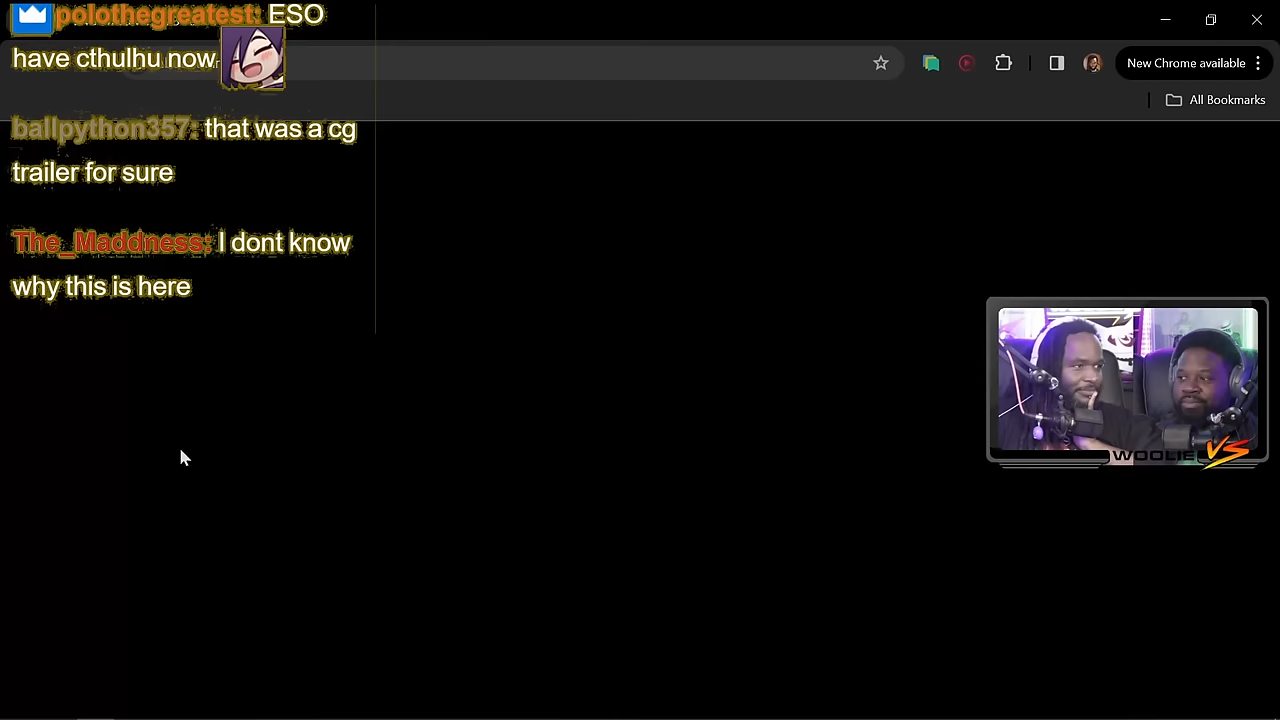 polothegreatest: ESO
have cthulhu now
ballpython357: that was a cg
trailer for sure
The_Maddness: I dont know
why this is here
New Chrome available
All Bookmarks
WOOLIE VS